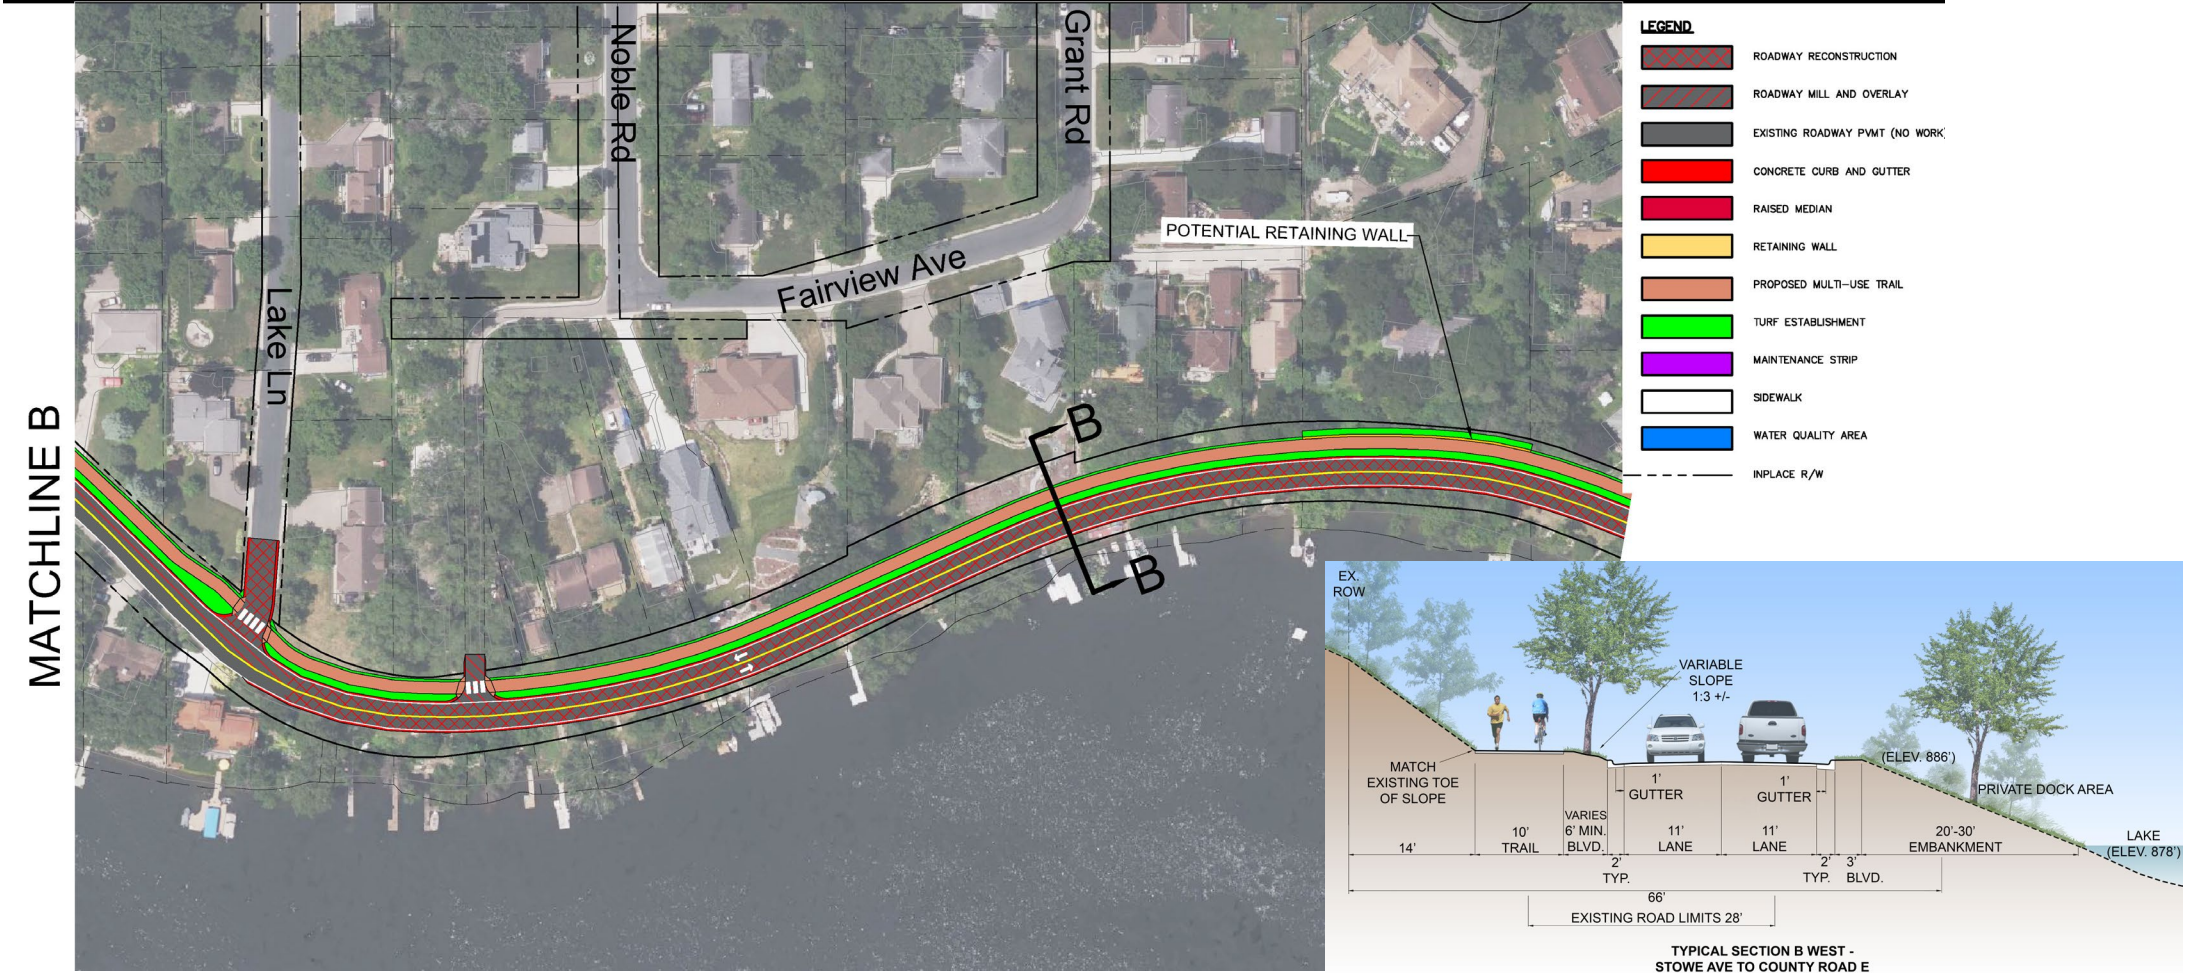 MATCHLINE B
Lake Ln
Noble Rd
Grant Rd
Fairview Ave
POTENTIAL RETAINING WALL
B
B
LEGEND
ROADWAY RECONSTRUCTION
ROADWAY MILL AND OVERLAY
EXISTING ROADWAY PVMT (NO WORK)
CONCRETE CURB AND GUTTER
RAISED MEDIAN
RETAINING WALL
PROPOSED MULTI-USE TRAIL
TURF ESTABLISHMENT
MAINTENANCE STRIP
SIDEWALK
WATER QUALITY AREA
INPLACE R/W
EX.
ROW
VARIABLE
SLOPE
1:3 +/-
MATCH
EXISTING TOE
OF SLOPE
1'
GUTTER
1'
GUTTER
(ELEV. 886')
PRIVATE DOCK AREA
LAKE
(ELEV. 878')
14'
10'
TRAIL
VARIES
6' MIN.
BLVD.
2'
TYP.
11'
LANE
11'
LANE
2'
TYP.
3'
BLVD.
20'-30'
EMBANKMENT
66'
EXISTING ROAD LIMITS 28'
TYPICAL SECTION B WEST -
STOWE AVE TO COUNTY ROAD E